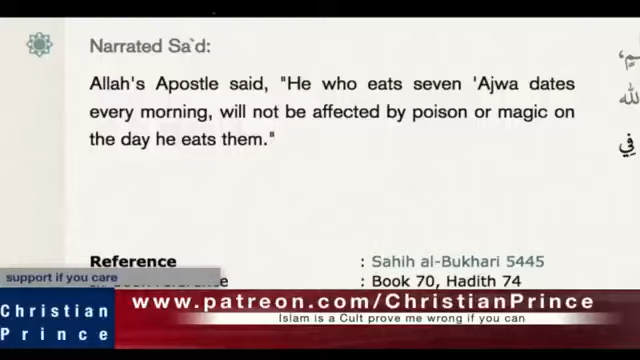 Narrated Sa`d:
Allah's Apostle said, "He who eats seven 'Ajwa dates
every morning, will not be affected by poison or magic on
the day he eats them."
الله
في
Reference : Sahih al-Bukhari 5445
support if you care
: Book 70, Hadith 74
www.patreon.com/ChristianPrince
Christian
Prince
Islam is a Cult prove me wrong if you can